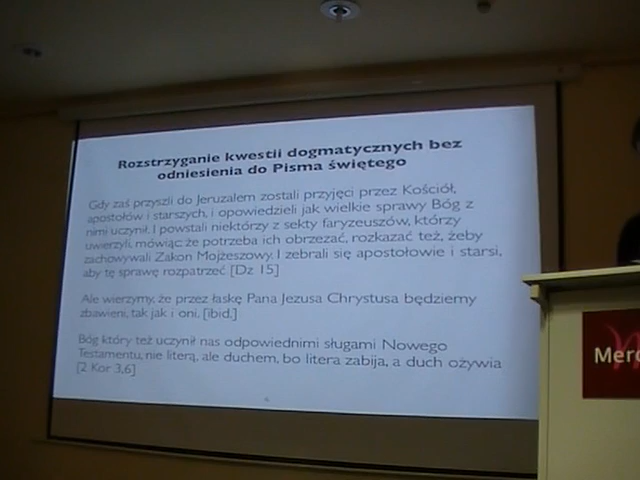 Rozstrzyganie kwestii dogmatycznych bez
odniesienia do Pisma świętego
Gdy zaś przyszli do Jeruzalem zostali przyjęci przez Kościół,
apostołów i starszych, i opowiedzieli jak wielkie sprawy Bóg z
nimi uczynił. I powstali niektórzy z sekty faryzeuszów, którzy
uwierzyli, mówiąc że potrzeba ich obrzezać, rozkazać też, żeby
zachowywali Zakon Mojżeszowy. I zebrali się apostołowie i starsi,
aby tę sprawę rozpatrzeć [Dz 15]
Ale wierzymy, że przez łaskę Pana Jezusa Chrystusa będziemy
zbawieni, tak jak i oni. [ibid.]
Bóg który też uczynił nas odpowiednimi sługami Nowego
Testamentu, nie literą, ale duchem, bo litera zabija, a duch ożywia
[2 Kor 3,6]
Merc